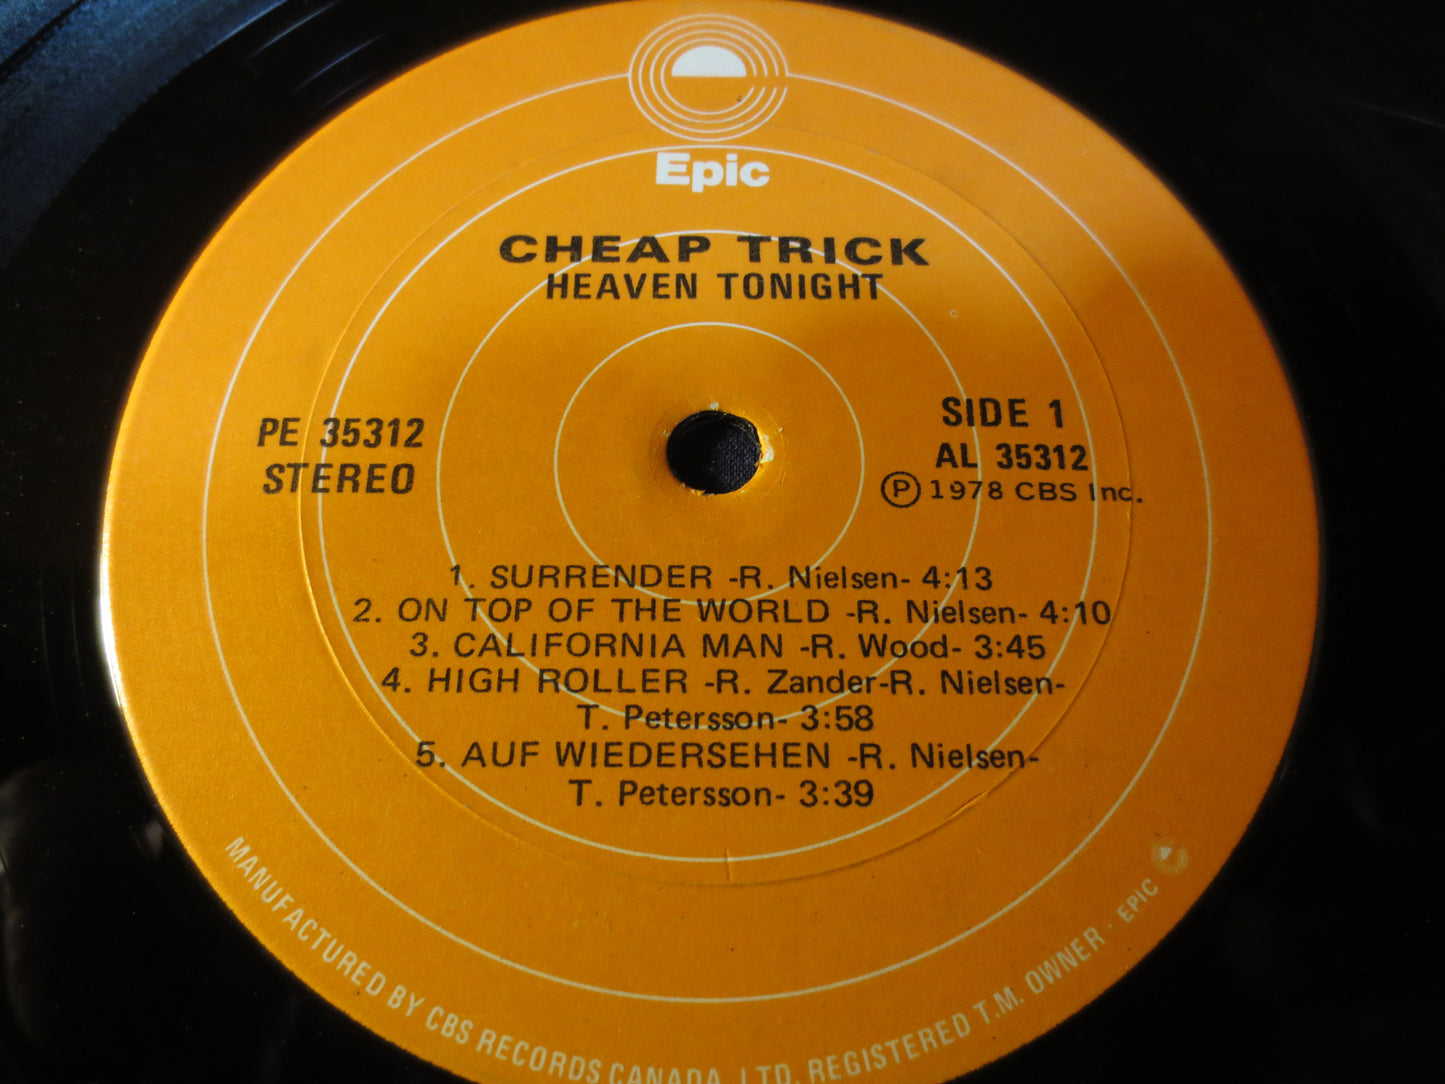 Epic
CHEAP TRICK
HEAVEN TONIGHT
PE 35312
STEREO
SIDE 1
AL 35312
Ⓟ 1978 CBS Inc.
1. SURRENDER -R. Nielsen- 4:13
2. ON TOP OF THE WORLD -R. Nielsen- 4:10
3. CALIFORNIA MAN -R. Wood- 3:45
4. HIGH ROLLER -R. Zander-R. Nielsen-
T. Petersson- 3:58
5. AUF WIEDERSEHEN -R. Nielsen-
T. Petersson- 3:39
MANUFACTURED BY CBS RECORDS CANADA, LTD. REGISTERED T.M. OWNER - EPIC